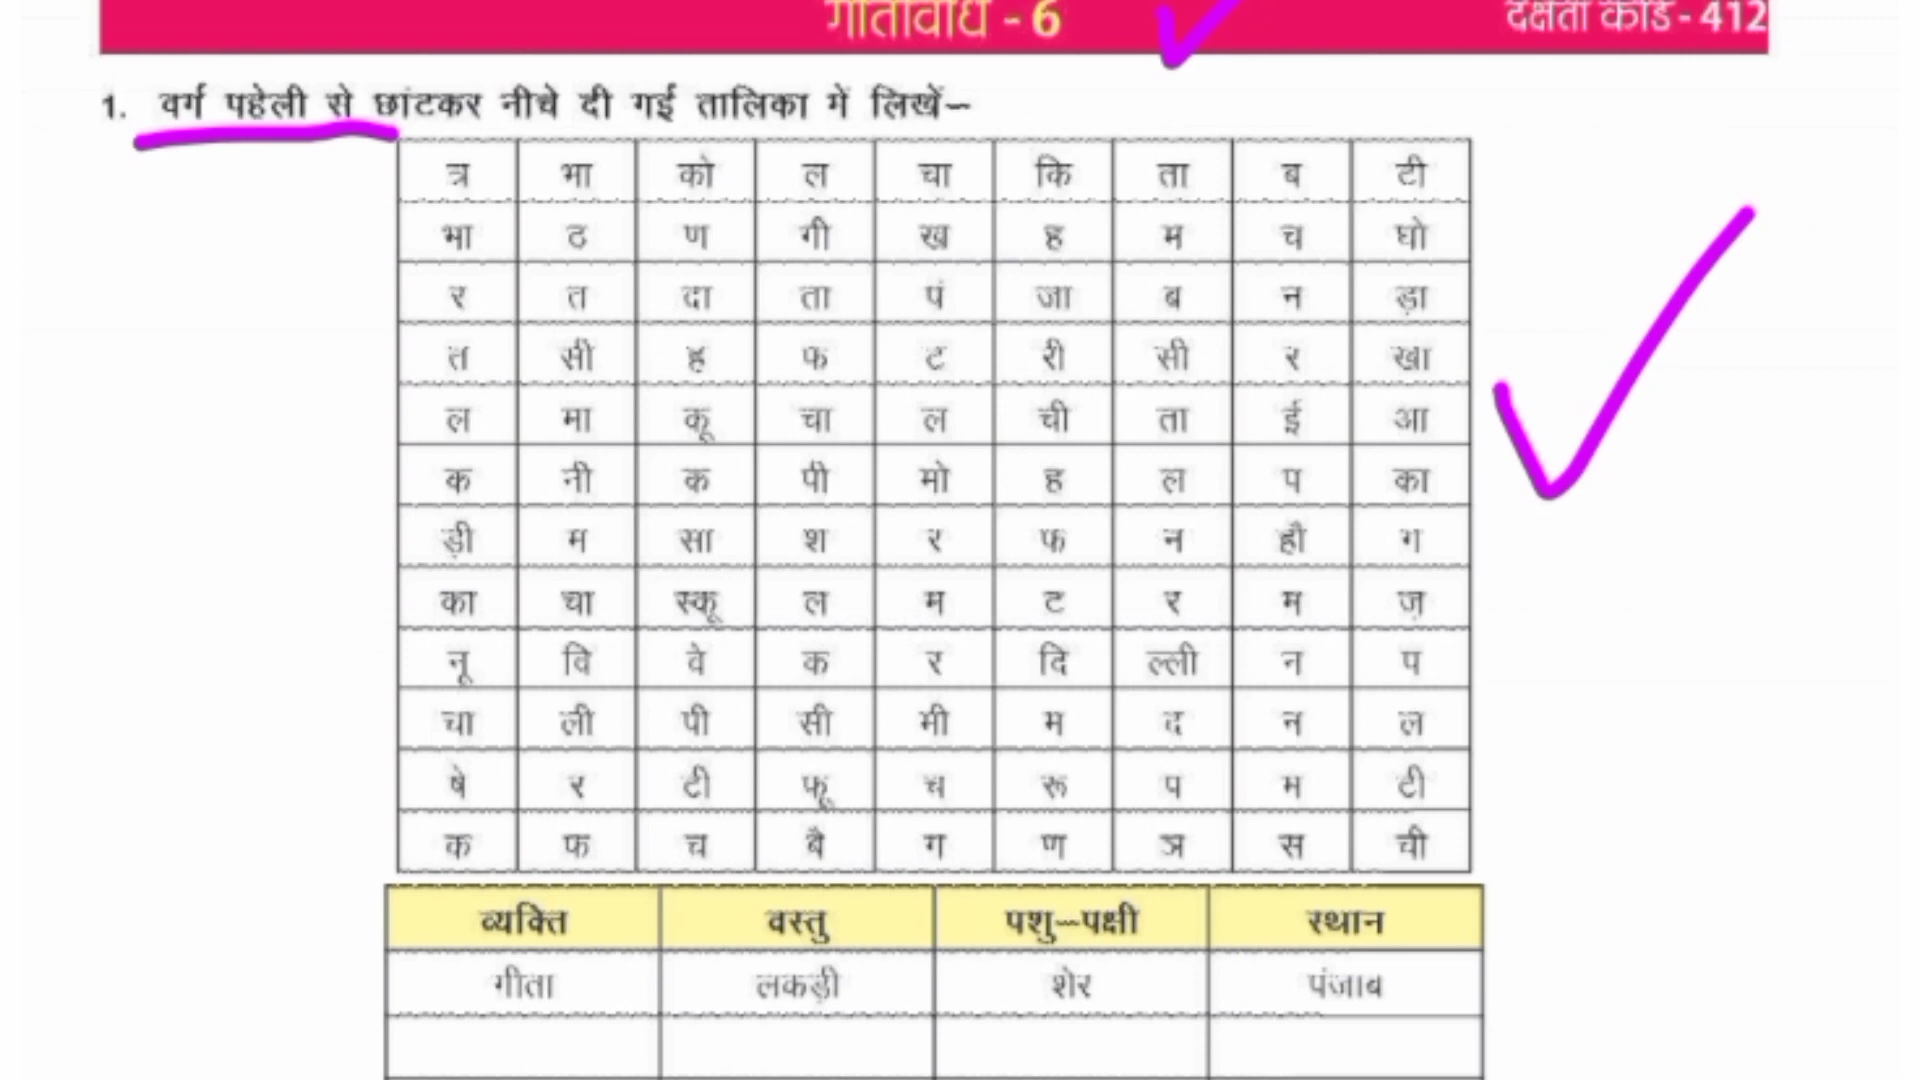 गतिविधि - 6
दक्षता कार्ड - 412
1. वर्ग पहेली से छांटकर नीचे दी गई तालिका में लिखें–
त्र भा को ल चा कि ता ब टी
भा ठ ण गी ख ह म च घो
र त दा ता पं जा ब न ड़ा
त सी ह फ ट री सी र खा
ल मा कू चा ल ची ता ई आ
क नी क पी मो ह ल प का
ड़ी म सा श र फ न हौ ग
का चा स्कू ल म ट र म ज़
नू वि वे क र दि ल्ली न प
चा ली पी सी मी म द न ल
षे र टी फू च रू प म टी
क फ च बै ग ण ञ स ची
व्यक्ति वस्तु पशु–पक्षी स्थान
गीता लकड़ी शेर पंजाब